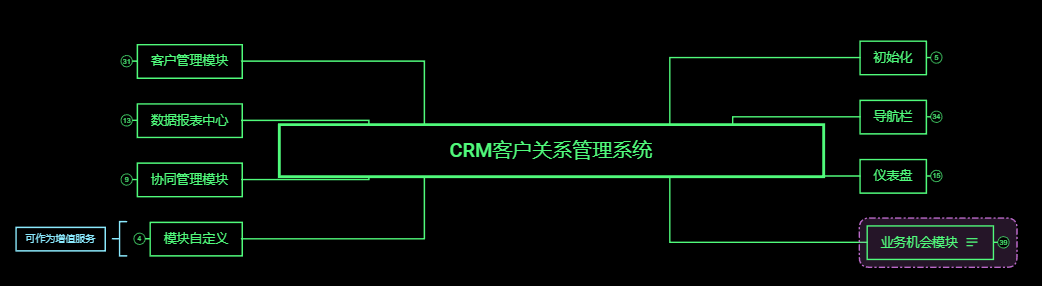 31
客户管理模块
13
数据报表中心
9
协同管理模块
可作为增值服务
4
模块自定义
CRM客户关系管理系统
初始化
5
导航栏
34
仪表盘
15
业务机会模块
39